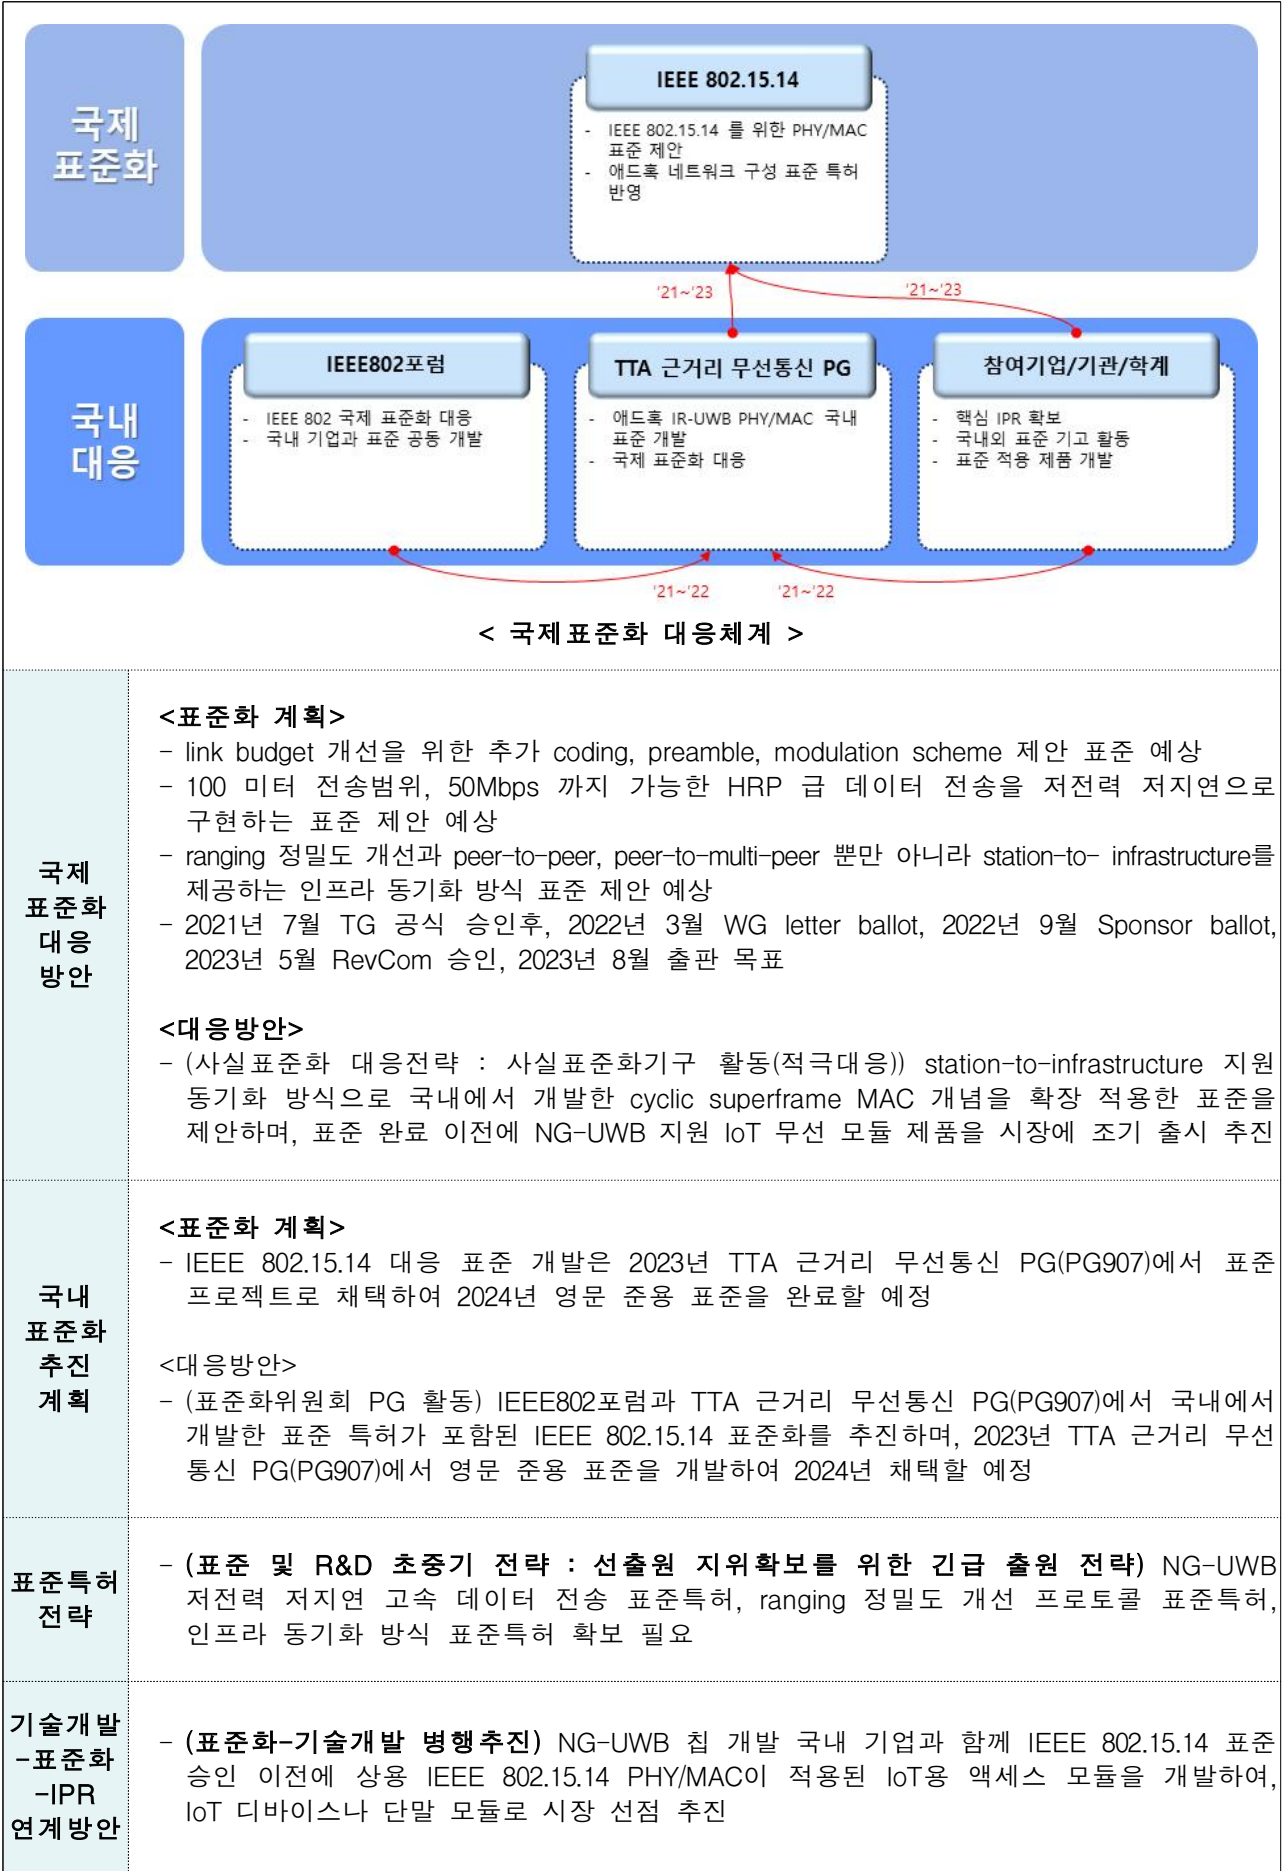 국제
표준화
IEEE 802.15.14
- IEEE 802.15.14 를 위한 PHY/MAC
표준 제안
- 애드혹 네트워크 구성 표준 특허
반영
'21~'23
'21~'23
국내
대응
IEEE802포럼
- IEEE 802 국제 표준화 대응
- 국내 기업과 표준 공동 개발
TTA 근거리 무선통신 PG
- 애드혹 IR-UWB PHY/MAC 국내
표준 개발
- 국제 표준화 대응
참여기업/기관/학계
- 핵심 IPR 확보
- 국내외 표준 기고 활동
- 표준 적용 제품 개발
'21~'22
'21~'22
< 국제표준화 대응체계 >
국제
표준화
대응
방안
<표준화 계획>
- link budget 개선을 위한 추가 coding, preamble, modulation scheme 제안 표준 예상
- 100 미터 전송범위, 50Mbps 까지 가능한 HRP 급 데이터 전송을 저전력 저지연으로
구현하는 표준 제안 예상
- ranging 정밀도 개선과 peer-to-peer, peer-to-multi-peer 뿐만 아니라 station-to- infrastructure를
제공하는 인프라 동기화 방식 표준 제안 예상
- 2021년 7월 TG 공식 승인후, 2022년 3월 WG letter ballot, 2022년 9월 Sponsor ballot,
2023년 5월 RevCom 승인, 2023년 8월 출판 목표
<대응방안>
- (사실표준화 대응전략 : 사실표준화기구 활동(적극대응)) station-to-infrastructure 지원
동기화 방식으로 국내에서 개발한 cyclic superframe MAC 개념을 확장 적용한 표준을
제안하며, 표준 완료 이전에 NG-UWB 지원 IoT 무선 모듈 제품을 시장에 조기 출시 추진
국내
표준화
추진
계획
<표준화 계획>
- IEEE 802.15.14 대응 표준 개발은 2023년 TTA 근거리 무선통신 PG(PG907)에서 표준
프로젝트로 채택하여 2024년 영문 준용 표준을 완료할 예정
<대응방안>
- (표준화위원회 PG 활동) IEEE802포럼과 TTA 근거리 무선통신 PG(PG907)에서 국내에서
개발한 표준 특허가 포함된 IEEE 802.15.14 표준화를 추진하며, 2023년 TTA 근거리 무선
통신 PG(PG907)에서 영문 준용 표준을 개발하여 2024년 채택할 예정
표준특허
전략
- (표준 및 R&D 초중기 전략 : 선출원 지위확보를 위한 긴급 출원 전략) NG-UWB
저전력 저지연 고속 데이터 전송 표준특허, ranging 정밀도 개선 프로토콜 표준특허,
인프라 동기화 방식 표준특허 확보 필요
기술개발
-표준화
-IPR
연계방안
- (표준화-기술개발 병행추진) NG-UWB 칩 개발 국내 기업과 함께 IEEE 802.15.14 표준
승인 이전에 상용 IEEE 802.15.14 PHY/MAC이 적용된 IoT용 액세스 모듈을 개발하여,
IoT 디바이스나 단말 모듈로 시장 선점 추진